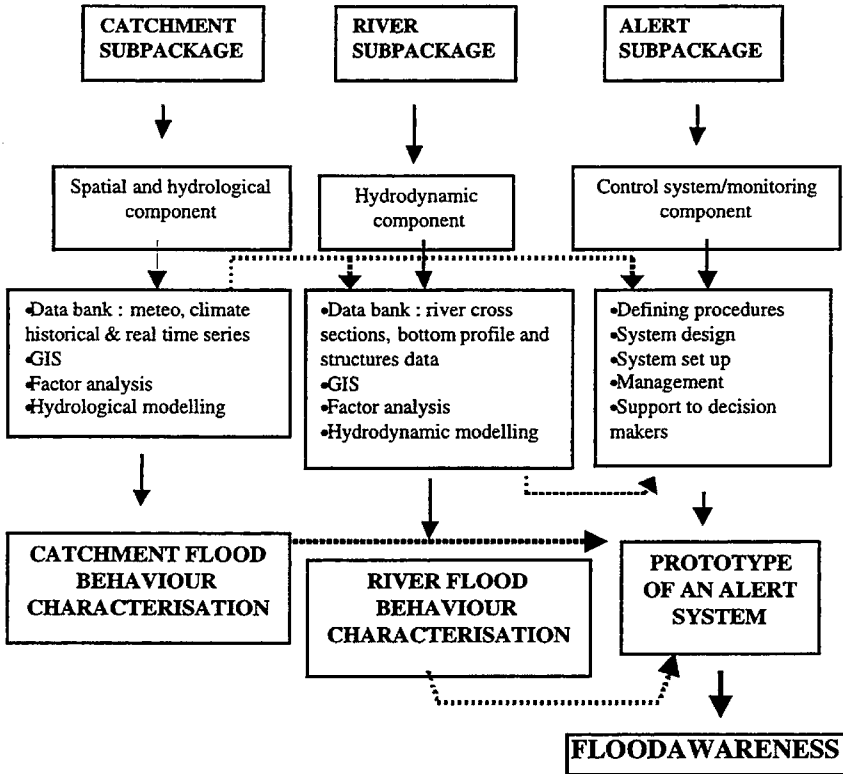 CATCHMENT
SUBPACKAGE
RIVER
SUBPACKAGE
ALERT
SUBPACKAGE
Spatial and hydrological
component
Hydrodynamic
component
Control system/monitoring
component
•Data bank : meteo, climate
historical & real time series
•GIS
•Factor analysis
•Hydrological modelling
•Data bank : river cross
sections, bottom profile and
structures data
•GIS
•Factor analysis
•Hydrodynamic modelling
•Defining procedures
•System design
•System set up
•Management
•Support to decision
makers
CATCHMENT FLOOD
BEHAVIOUR
CHARACTERISATION
RIVER FLOOD
BEHAVIOUR
CHARACTERISATION
PROTOTYPE
OF AN ALERT
SYSTEM
FLOODAWARENESS